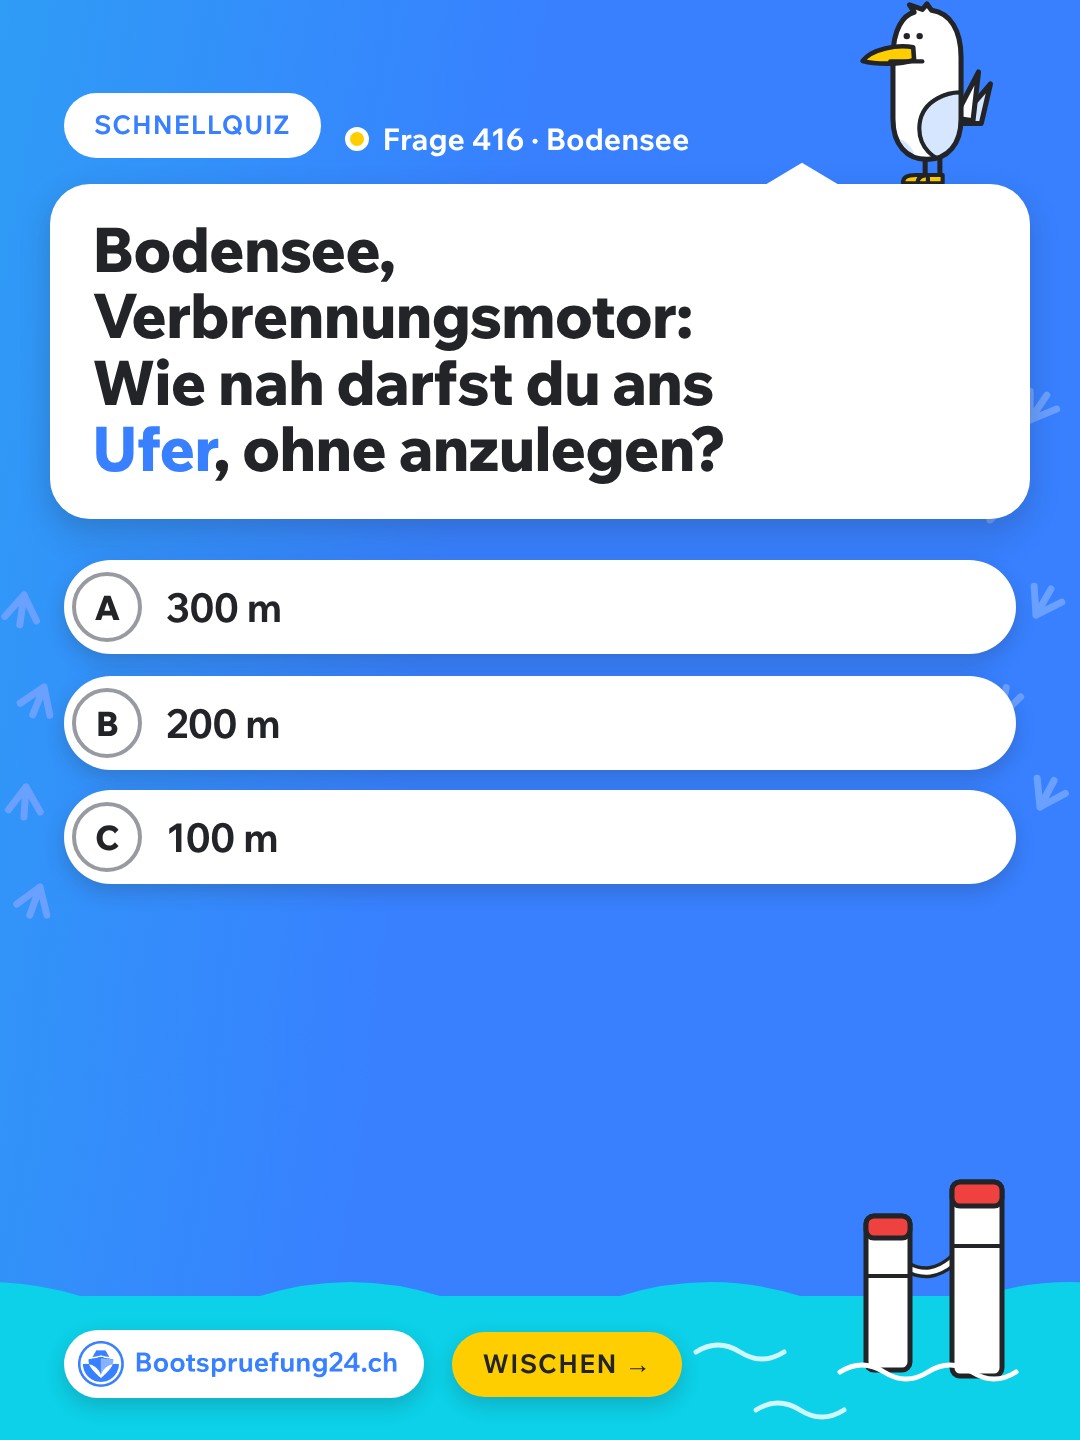 SCHNELLQUIZ
Frage 416 · Bodensee
Bodensee,
Verbrennungsmotor:
Wie nah darfst du ans
Ufer, ohne anzulegen?
A 300 m
B 200 m
C 100 m
Bootspruefung24.ch
WISCHEN →